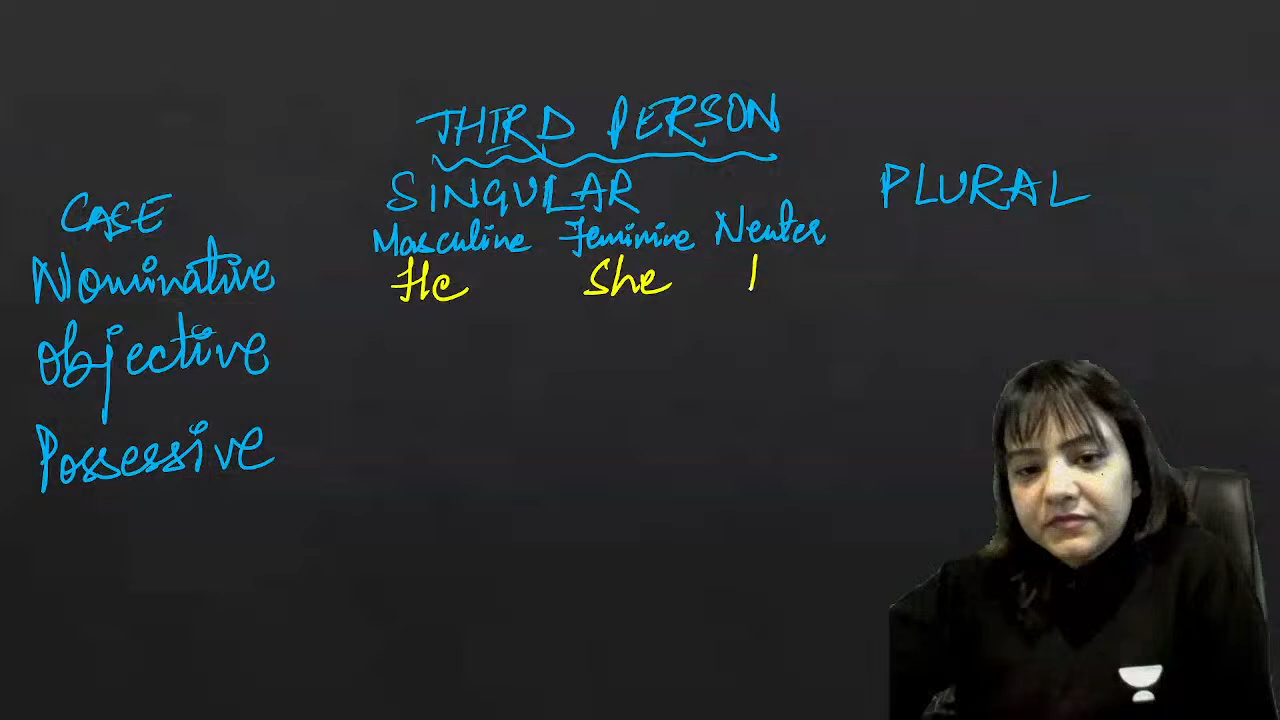 THIRD PERSON
CASE SINGULAR PLURAL
Masculine Feminine Neuter
Nominative He She I
Objective
Possessive